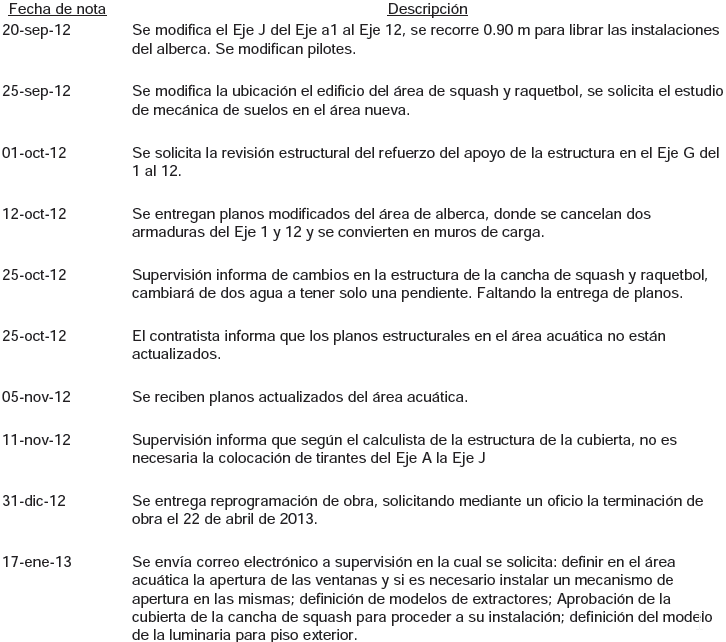 Fecha de nota Descripción
20-sep-12 Se modifica el Eje J del Eje a1 al Eje 12, se recorre 0.90 m para librar las instalaciones
del alberca. Se modifican pilotes.
25-sep-12 Se modifica la ubicación el edificio del área de squash y raquetbol, se solicita el estudio
de mecánica de suelos en el área nueva.
01-oct-12 Se solicita la revisión estructural del refuerzo del apoyo de la estructura en el Eje G del
1 al 12.
12-oct-12 Se entregan planos modificados del área de alberca, donde se cancelan dos
armaduras del Eje 1 y 12 y se convierten en muros de carga.
25-oct-12 Supervisión informa de cambios en la estructura de la cancha de squash y raquetbol,
cambiará de dos agua a tener solo una pendiente. Faltando la entrega de planos.
25-oct-12 El contratista informa que los planos estructurales en el área acuática no están
actualizados.
05-nov-12 Se reciben planos actualizados del área acuática.
11-nov-12 Supervisión informa que según el calculista de la estructura de la cubierta, no es
necesaria la colocación de tirantes del Eje A la Eje J
31-dic-12 Se entrega reprogramación de obra, solicitando mediante un oficio la terminación de
obra el 22 de abril de 2013.
17-ene-13 Se envía correo electrónico a supervisión en la cual se solicita: definir en el área
acuática la apertura de las ventanas y si es necesario instalar un mecanismo de
apertura en las mismas; definición de modelos de extractores; Aprobación de la
cubierta de la cancha de squash para proceder a su instalación; definición del modelo
de la luminaria para piso exterior.